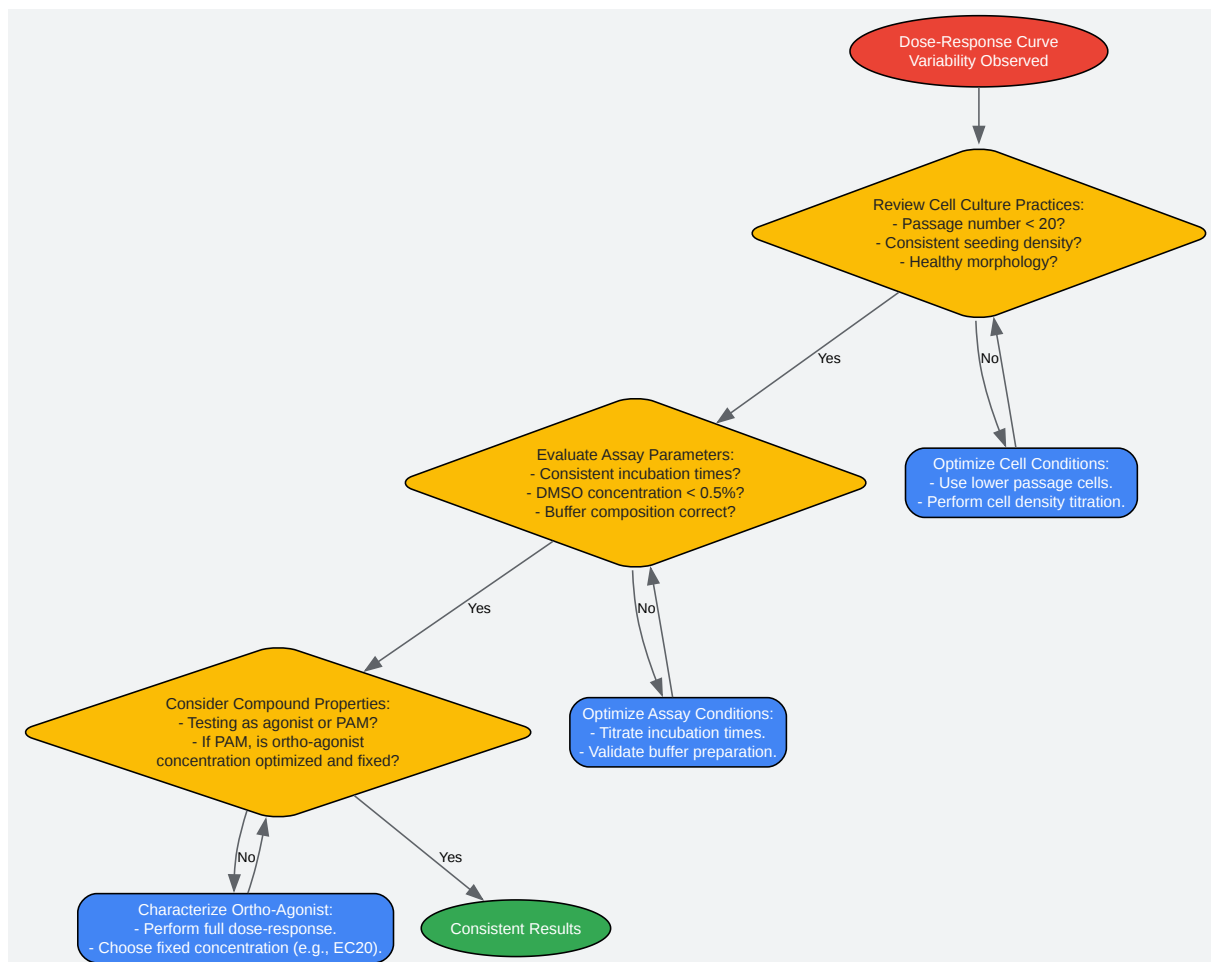 Dose-Response Curve
Variability Observed
Review Cell Culture Practices:
- Passage number < 20?
- Consistent seeding density?
- Healthy morphology?
Yes
No
Evaluate Assay Parameters:
- Consistent incubation times?
- DMSO concentration < 0.5%?
- Buffer composition correct?
Optimize Cell Conditions:
- Use lower passage cells.
- Perform cell density titration.
Yes
No
Consider Compound Properties:
- Testing as agonist or PAM?
- If PAM, is ortho-agonist
concentration optimized and fixed?
Optimize Assay Conditions:
- Titrate incubation times.
- Validate buffer preparation.
No
Yes
Characterize Ortho-Agonist:
- Perform full dose-response.
- Choose fixed concentration (e.g., EC20).
Consistent Results